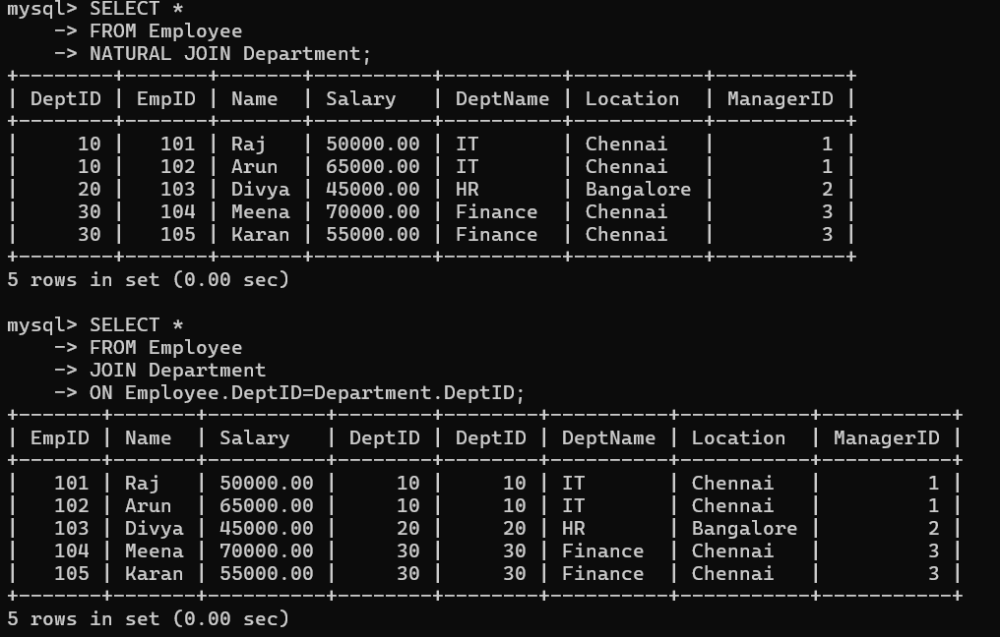 mysql> SELECT *
    -> FROM Employee
    -> NATURAL JOIN Department;
+--------+-------+-------+----------+----------+-----------+-----------+
| DeptID | EmpID | Name  | Salary   | DeptName | Location  | ManagerID |
+--------+-------+-------+----------+----------+-----------+-----------+
|     10 |   101 | Raj   | 50000.00 | IT       | Chennai   |         1 |
|     10 |   102 | Arun  | 65000.00 | IT       | Chennai   |         1 |
|     20 |   103 | Divya | 45000.00 | HR       | Bangalore |         2 |
|     30 |   104 | Meena | 70000.00 | Finance  | Chennai   |         3 |
|     30 |   105 | Karan | 55000.00 | Finance  | Chennai   |         3 |
+--------+-------+-------+----------+----------+-----------+-----------+
5 rows in set (0.00 sec)

mysql> SELECT *
    -> FROM Employee
    -> JOIN Department
    -> ON Employee.DeptID=Department.DeptID;
+-------+-------+----------+--------+--------+----------+-----------+-----------+
| EmpID | Name  | Salary   | DeptID | DeptID | DeptName | Location  | ManagerID |
+-------+-------+----------+--------+--------+----------+-----------+-----------+
|   101 | Raj   | 50000.00 |     10 |     10 | IT       | Chennai   |         1 |
|   102 | Arun  | 65000.00 |     10 |     10 | IT       | Chennai   |         1 |
|   103 | Divya | 45000.00 |     20 |     20 | HR       | Bangalore |         2 |
|   104 | Meena | 70000.00 |     30 |     30 | Finance  | Chennai   |         3 |
|   105 | Karan | 55000.00 |     30 |     30 | Finance  | Chennai   |         3 |
+-------+-------+----------+--------+--------+----------+-----------+-----------+
5 rows in set (0.00 sec)